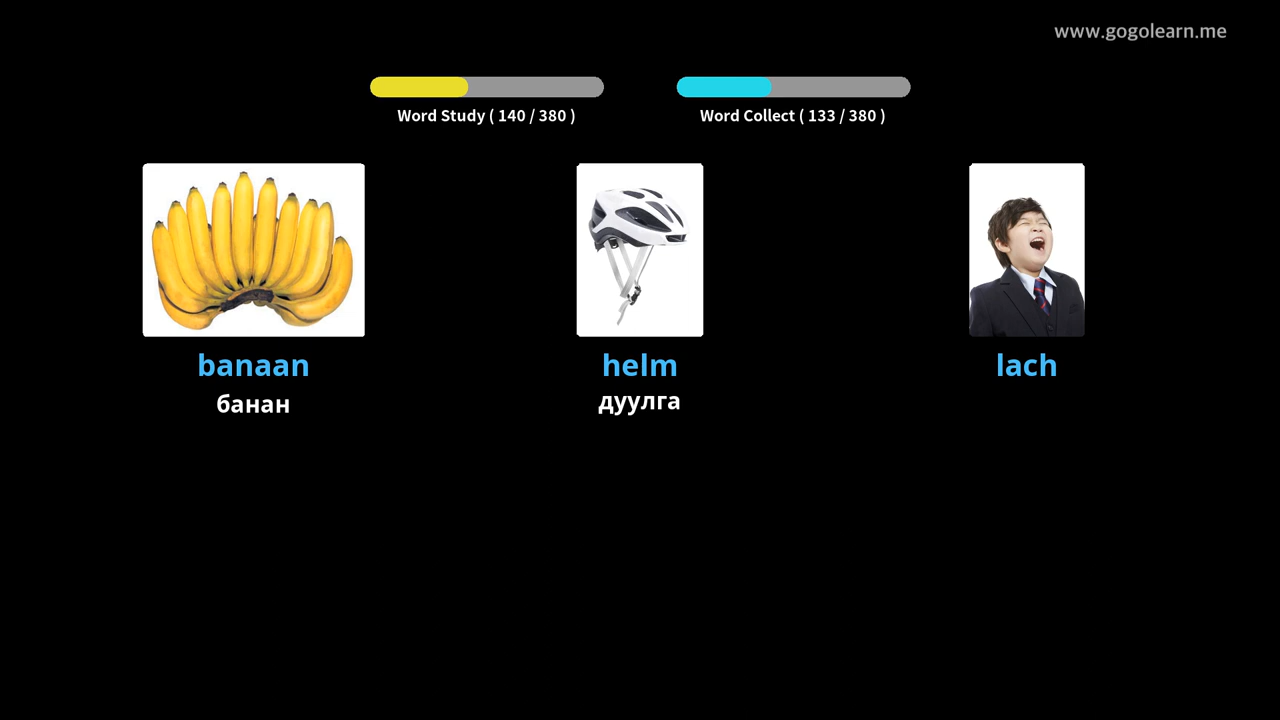 www.gogolearn.me
Word Study ( 140 / 380 )
Word Collect ( 133 / 380 )
banaan
helm
lach
банан
дуулга